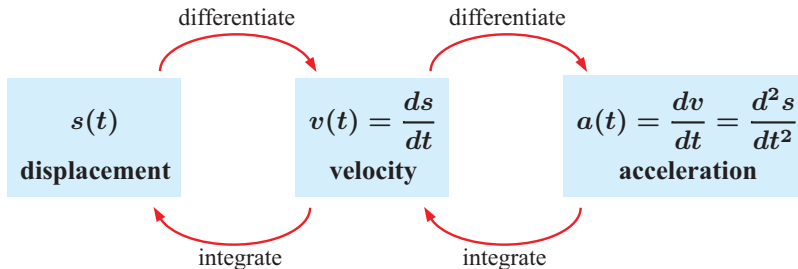 differentiate
differentiate
s(t)
displacement
v(t) = ds/dt
velocity
a(t) = dv/dt = d²s/dt²
acceleration
integrate
integrate